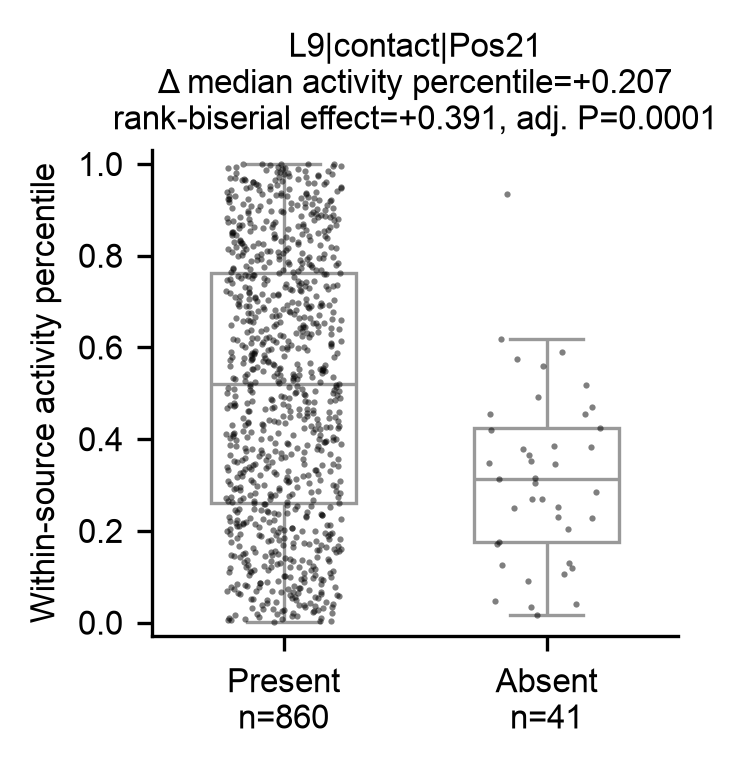 L9|contact|Pos21
Δ median activity percentile=+0.207
rank-biserial effect=+0.391, adj. P=0.0001
Within-source activity percentile
1.0
0.8
0.6
0.4
0.2
0.0
Present
n=860
Absent
n=41